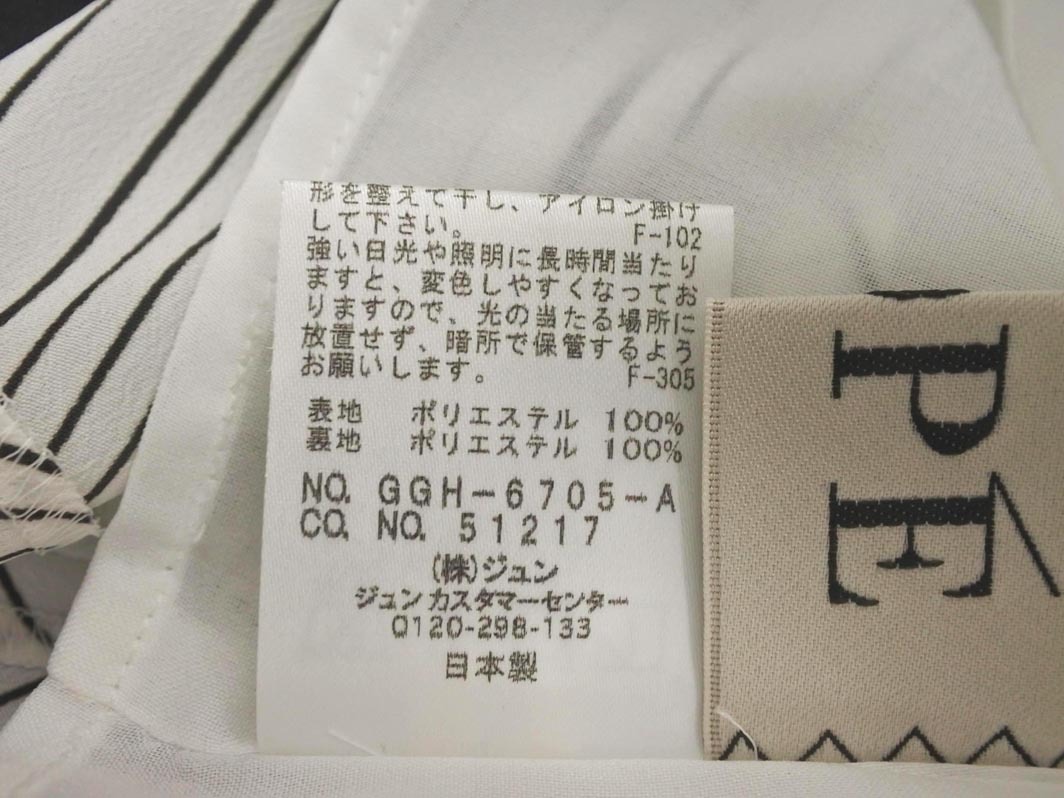 形を整えて干し、アイロン掛け
して下さい。 F-102
強い日光や照明に長時間当たり
ますと、変色しやすくなってお
りますので、光の当たる場所に
放置せず、暗所で保管するよう
お願いします。 F-305
表地 ポリエステル 100%
裏地 ポリエステル 100%
NO. GGH-6705-A
CO. NO. 51217
(株)ジュン
ジュンカスタマーセンター
0120-298-133
日本製
PÉ